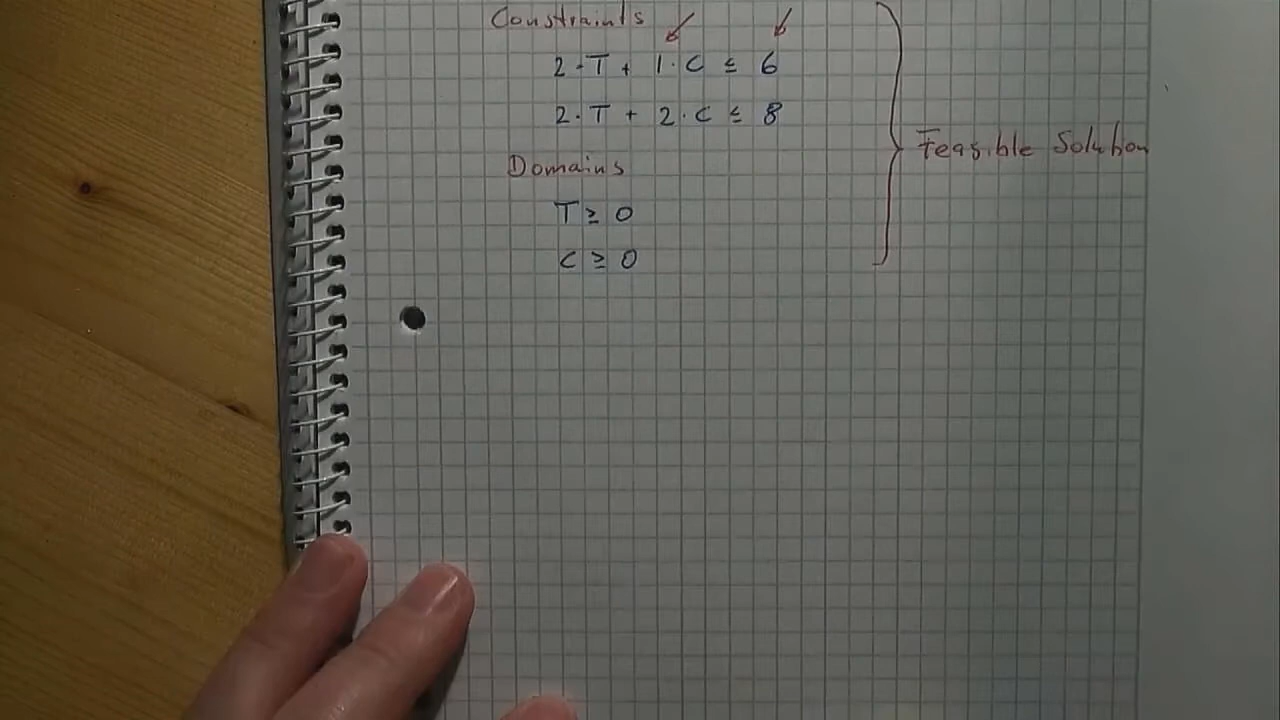 Constraints
2 · T + 1 · C ≤ 6
2 · T + 2 · C ≤ 8
Feasible Solution
Domains
T ≥ 0
C ≥ 0